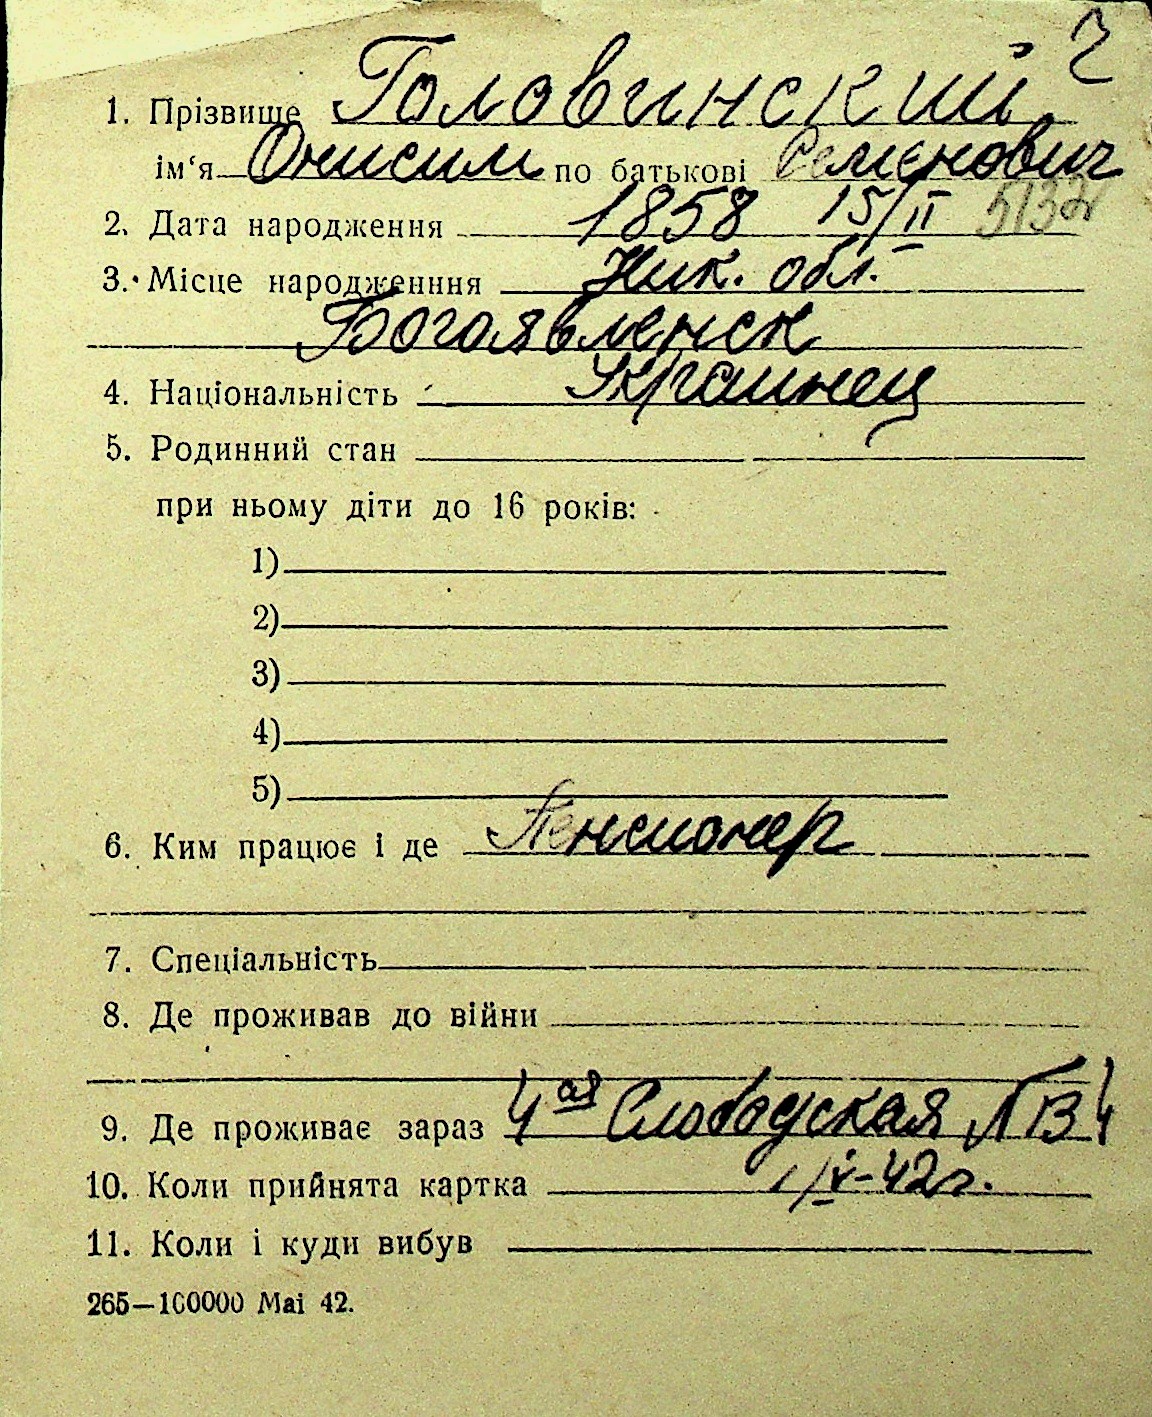 1. Прізвище Головинский
ім‘я Онисим по батькові Семенович
2. Дата народження 1858 15/II 5132
3. Місце народженння Ник. обл.
Богоявленск
4. Національність Украинец
5. Родинний стан
при ньому діти до 16 років:
1)
2)
3)
4)
5)
6. Ким працює і де Пенсионер
7. Спеціальність
8. Де проживав до війни
9. Де проживає зараз 4ая Слободская
10. Коли прийнята картка
11. Коли і куди вибув
265—100000 Mai 42.